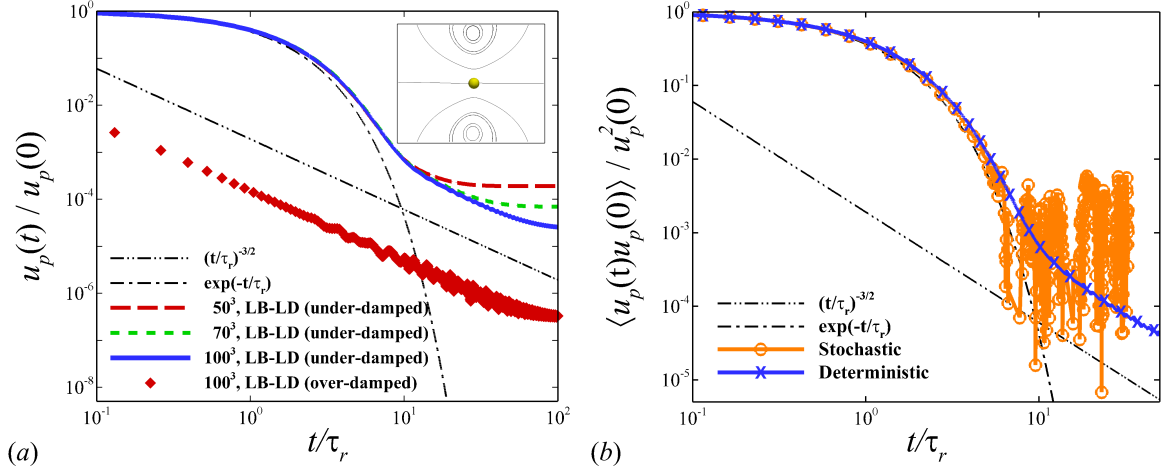 10^0
10^-2
10^-4
10^-6
10^-8
u_p(t) / u_p(0)
(t/τ_r)^-3/2
exp(-t/τ_r)
50^3, LB-LD (under-damped)
70^3, LB-LD (under-damped)
100^3, LB-LD (under-damped)
100^3, LB-LD (over-damped)
10^-1
10^0
10^1
10^2
(a)
t/τ_r
10^0
10^-1
10^-2
10^-3
10^-4
10^-5
⟨u_p(t)u_p(0)⟩ / u_p^2(0)
(t/τ_r)^-3/2
exp(-t/τ_r)
Stochastic
Deterministic
10^-1
10^0
10^1
(b)
t/τ_r